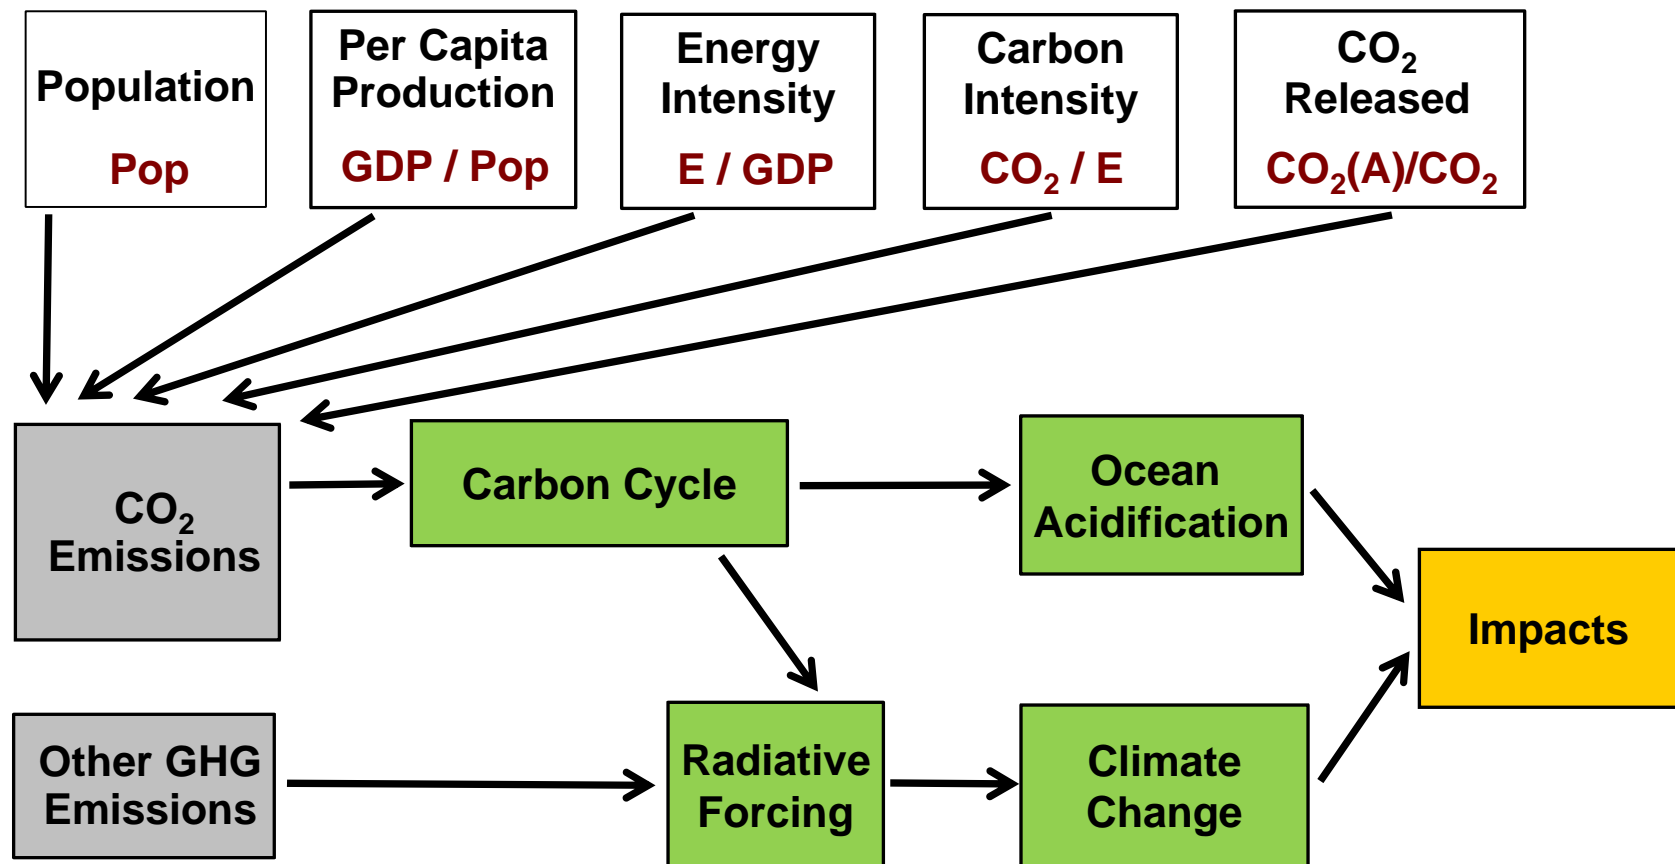 Population
Pop
Per Capita
Production
GDP / Pop
Energy
Intensity
E / GDP
Carbon
Intensity
CO₂ / E
CO₂
Released
CO₂(A)/CO₂
CO₂
Emissions
Carbon Cycle
Ocean
Acidification
Impacts
Other GHG
Emissions
Radiative
Forcing
Climate
Change